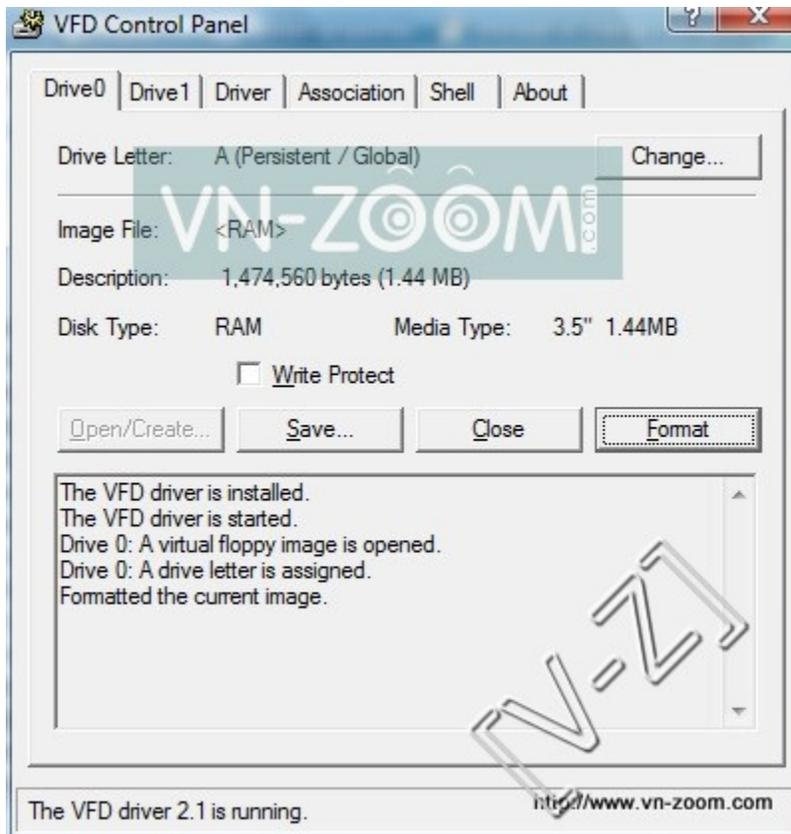 VFD Control Panel
Drive0 Drive1 Driver Association Shell About
Drive Letter: A (Persistent / Global) Change...
VN-ZOOM.com
Image File: <RAM>
Description: 1,474,560 bytes (1.44 MB)
Disk Type: RAM Media Type: 3.5" 1.44MB
Write Protect
Open/Create... Save... Close Format
The VFD driver is installed.
The VFD driver is started.
Drive 0: A virtual floppy image is opened.
Drive 0: A drive letter is assigned.
Formatted the current image.
[V-Z]
The VFD driver 2.1 is running. http://www.vn-zoom.com